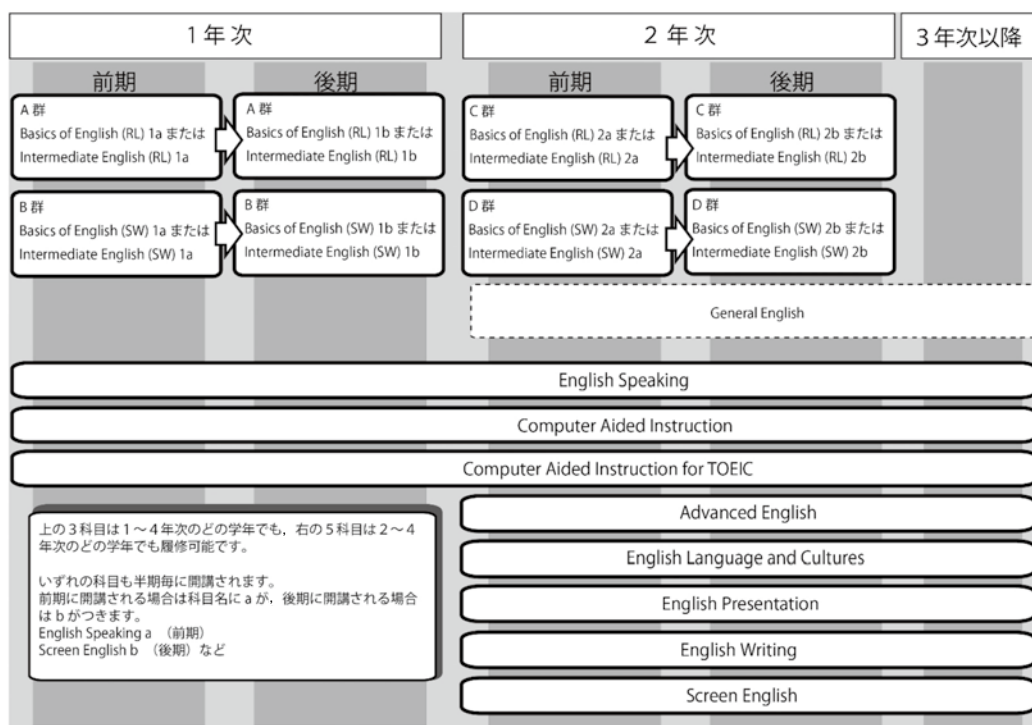 1年次
2年次
3年次以降
前期
後期
前期
後期
A群
Basics of English (RL) 1a または
Intermediate English (RL) 1a
A群
Basics of English (RL) 1b または
Intermediate English (RL) 1b
C群
Basics of English (RL) 2a または
Intermediate English (RL) 2a
C群
Basics of English (RL) 2b または
Intermediate English (RL) 2b
B群
Basics of English (SW) 1a または
Intermediate English (SW) 1a
B群
Basics of English (SW) 1b または
Intermediate English (SW) 1b
D群
Basics of English (SW) 2a または
Intermediate English (SW) 2a
D群
Basics of English (SW) 2b または
Intermediate English (SW) 2b
General English
English Speaking
Computer Aided Instruction
Computer Aided Instruction for TOEIC
上の3科目は1～4年次のどの学年でも，右の5科目は2～4
年次のどの学年でも履修可能です。
いずれの科目も半期毎に開講されます。
前期に開講される場合は科目名に a が，後期に開講される場合
は b がつきます。
English Speaking a （前期）
Screen English b （後期）など
Advanced English
English Language and Cultures
English Presentation
English Writing
Screen English